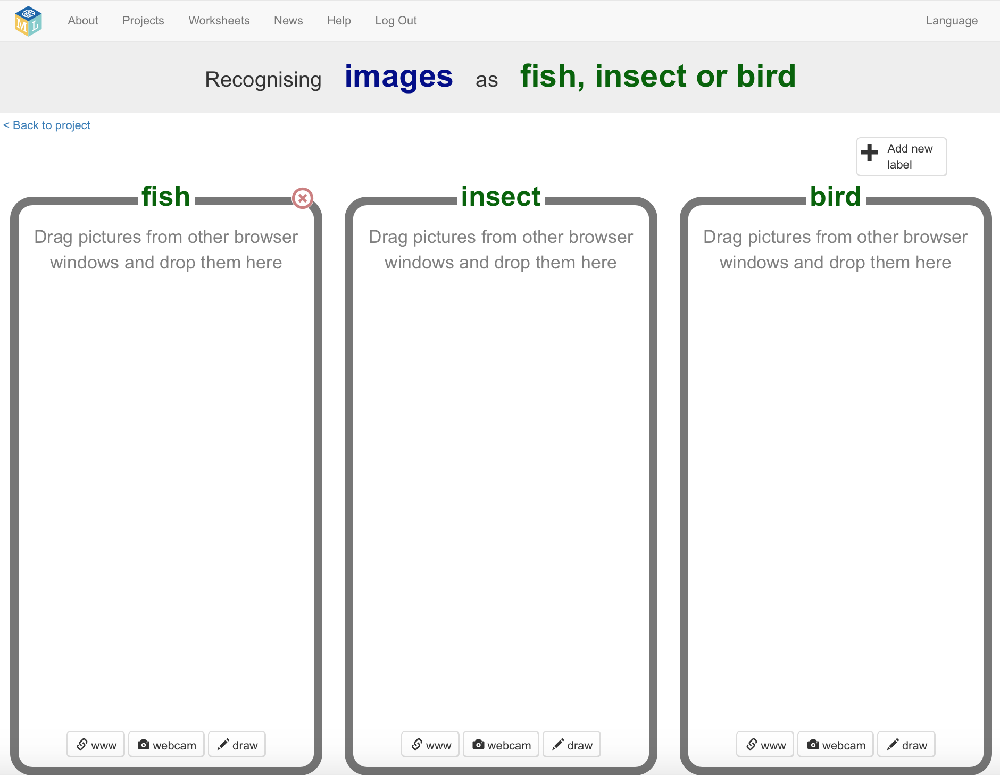 M L
About Projects Worksheets News Help Log Out Language
Recognising images as fish, insect or bird
< Back to project
Add new
label
fish
Drag pictures from other browser
windows and drop them here
www webcam draw
insect
Drag pictures from other browser
windows and drop them here
www webcam draw
bird
Drag pictures from other browser
windows and drop them here
www webcam draw